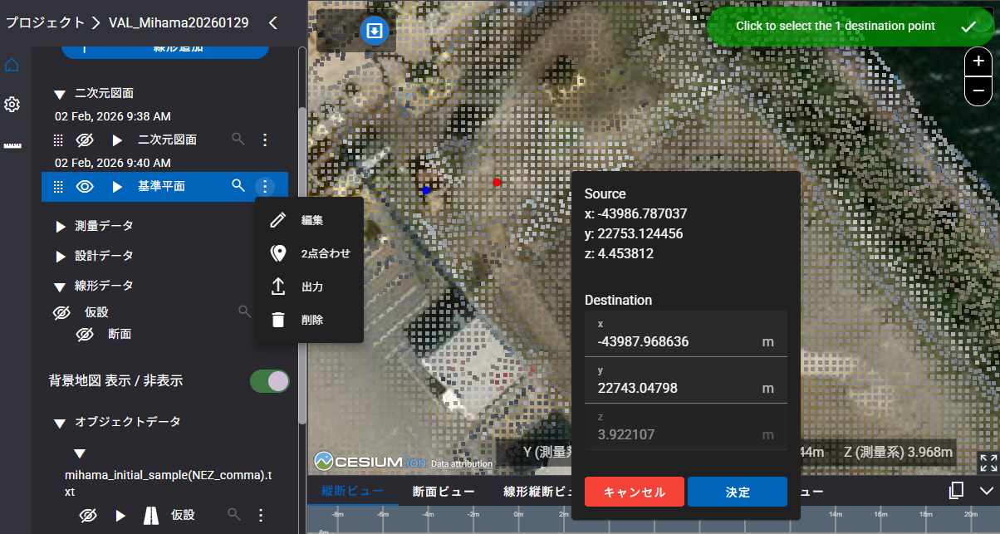 プロジェクト > VAL_Mihama20260129
線形追加
二次元図面
02 Feb, 2026 9:38 AM
二次元図面
02 Feb, 2026 9:40 AM
基準平面
編集
2点合わせ
出力
削除
測量データ
設計データ
線形データ
仮設
断面
背景地図 表示 / 非表示
オブジェクトデータ
mihama_initial_sample(NEZ_comma).t
xt
仮設
Click to select the 1 destination point
+
−
Source
x: -43986.787037
y: 22753.124456
z: 4.453812
Destination
x
-43987.968636 m
y
22743.04798 m
z
3.922107 m
キャンセル
決定
CESIUM ion Data attribution
Y (測量
44m Z (測量系) 3.968m
縦断ビュー
断面ビュー
線形縦断ビ
ュー
-8m -6m -4m -2m 0m 2m 14m 16m 18m 20m
8m